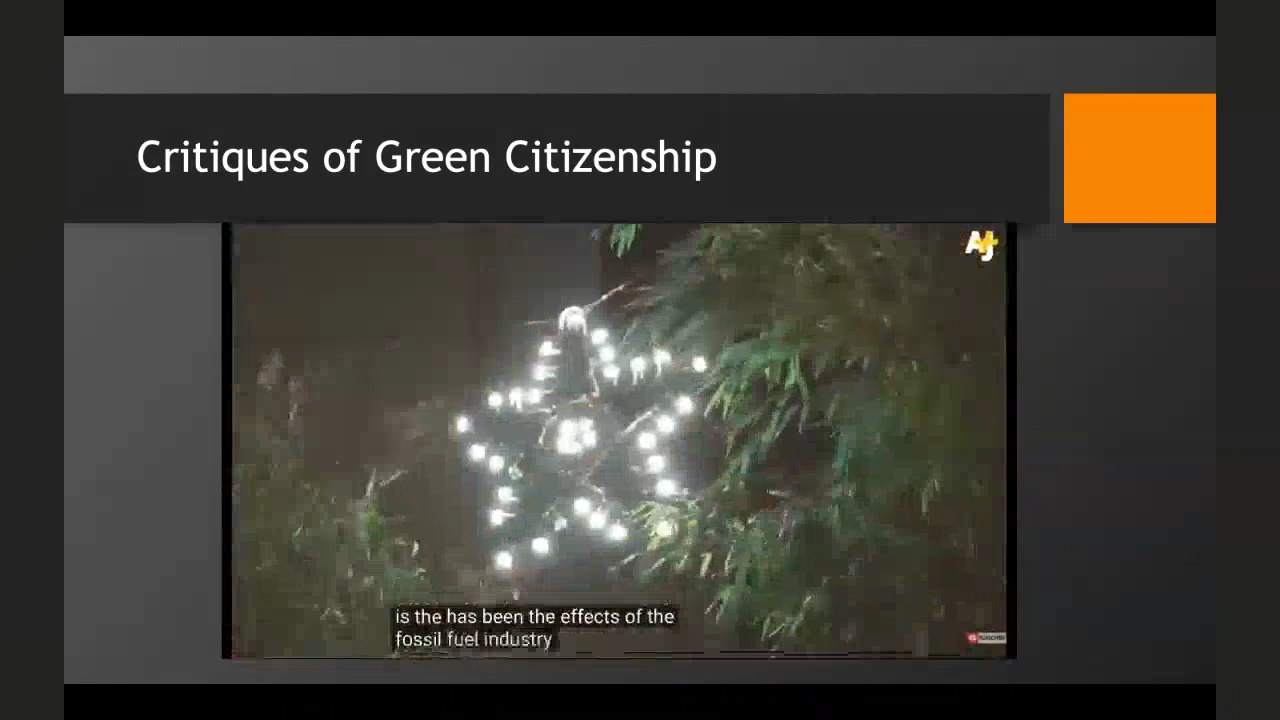 Critiques of Green Citizenship
AJ+
is the has been the effects of the
fossil fuel industry